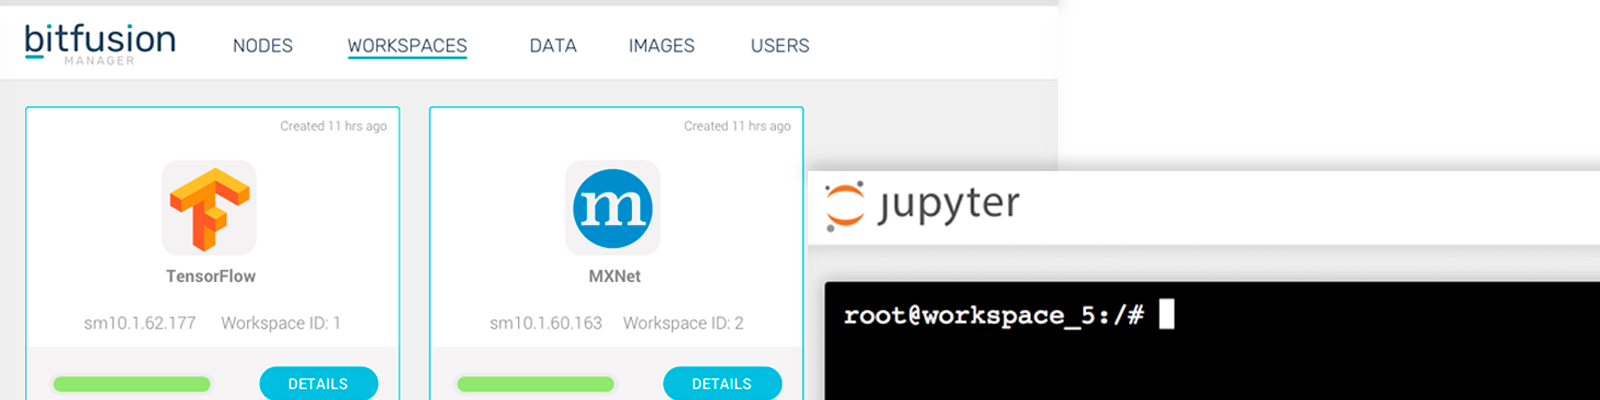 bitfusion
MANAGER
NODES WORKSPACES DATA IMAGES USERS
Created 11 hrs ago
TensorFlow
sm10.1.62.177 Workspace ID: 1
DETAILS
Created 11 hrs ago
m
MXNet
sm10.1.60.163 Workspace ID: 2
DETAILS
jupyter
root@workspace_5:/#